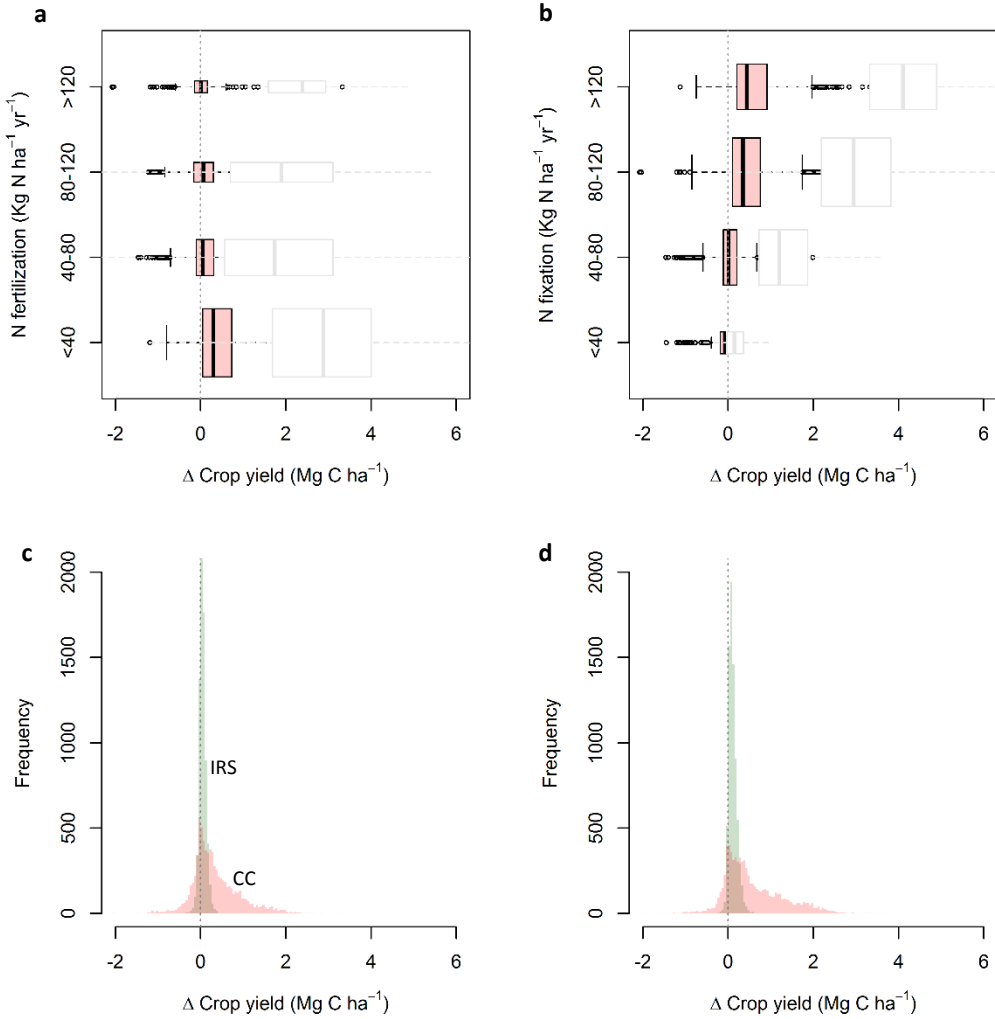 a
N fertilization (Kg N ha⁻¹ yr⁻¹)
>120
80-120
40-80
<40
-2 0 2 4 6
Δ Crop yield (Mg C ha⁻¹)
b
N fixation (Kg N ha⁻¹ yr⁻¹)
>120
80-120
40-80
<40
-2 0 2 4 6
Δ Crop yield (Mg C ha⁻¹)
c
Frequency
2000
1500
1000
500
0
IRS
CC
-2 0 2 4 6
Δ Crop yield (Mg C ha⁻¹)
d
Frequency
2000
1500
1000
500
0
-2 0 2 4 6
Δ Crop yield (Mg C ha⁻¹)